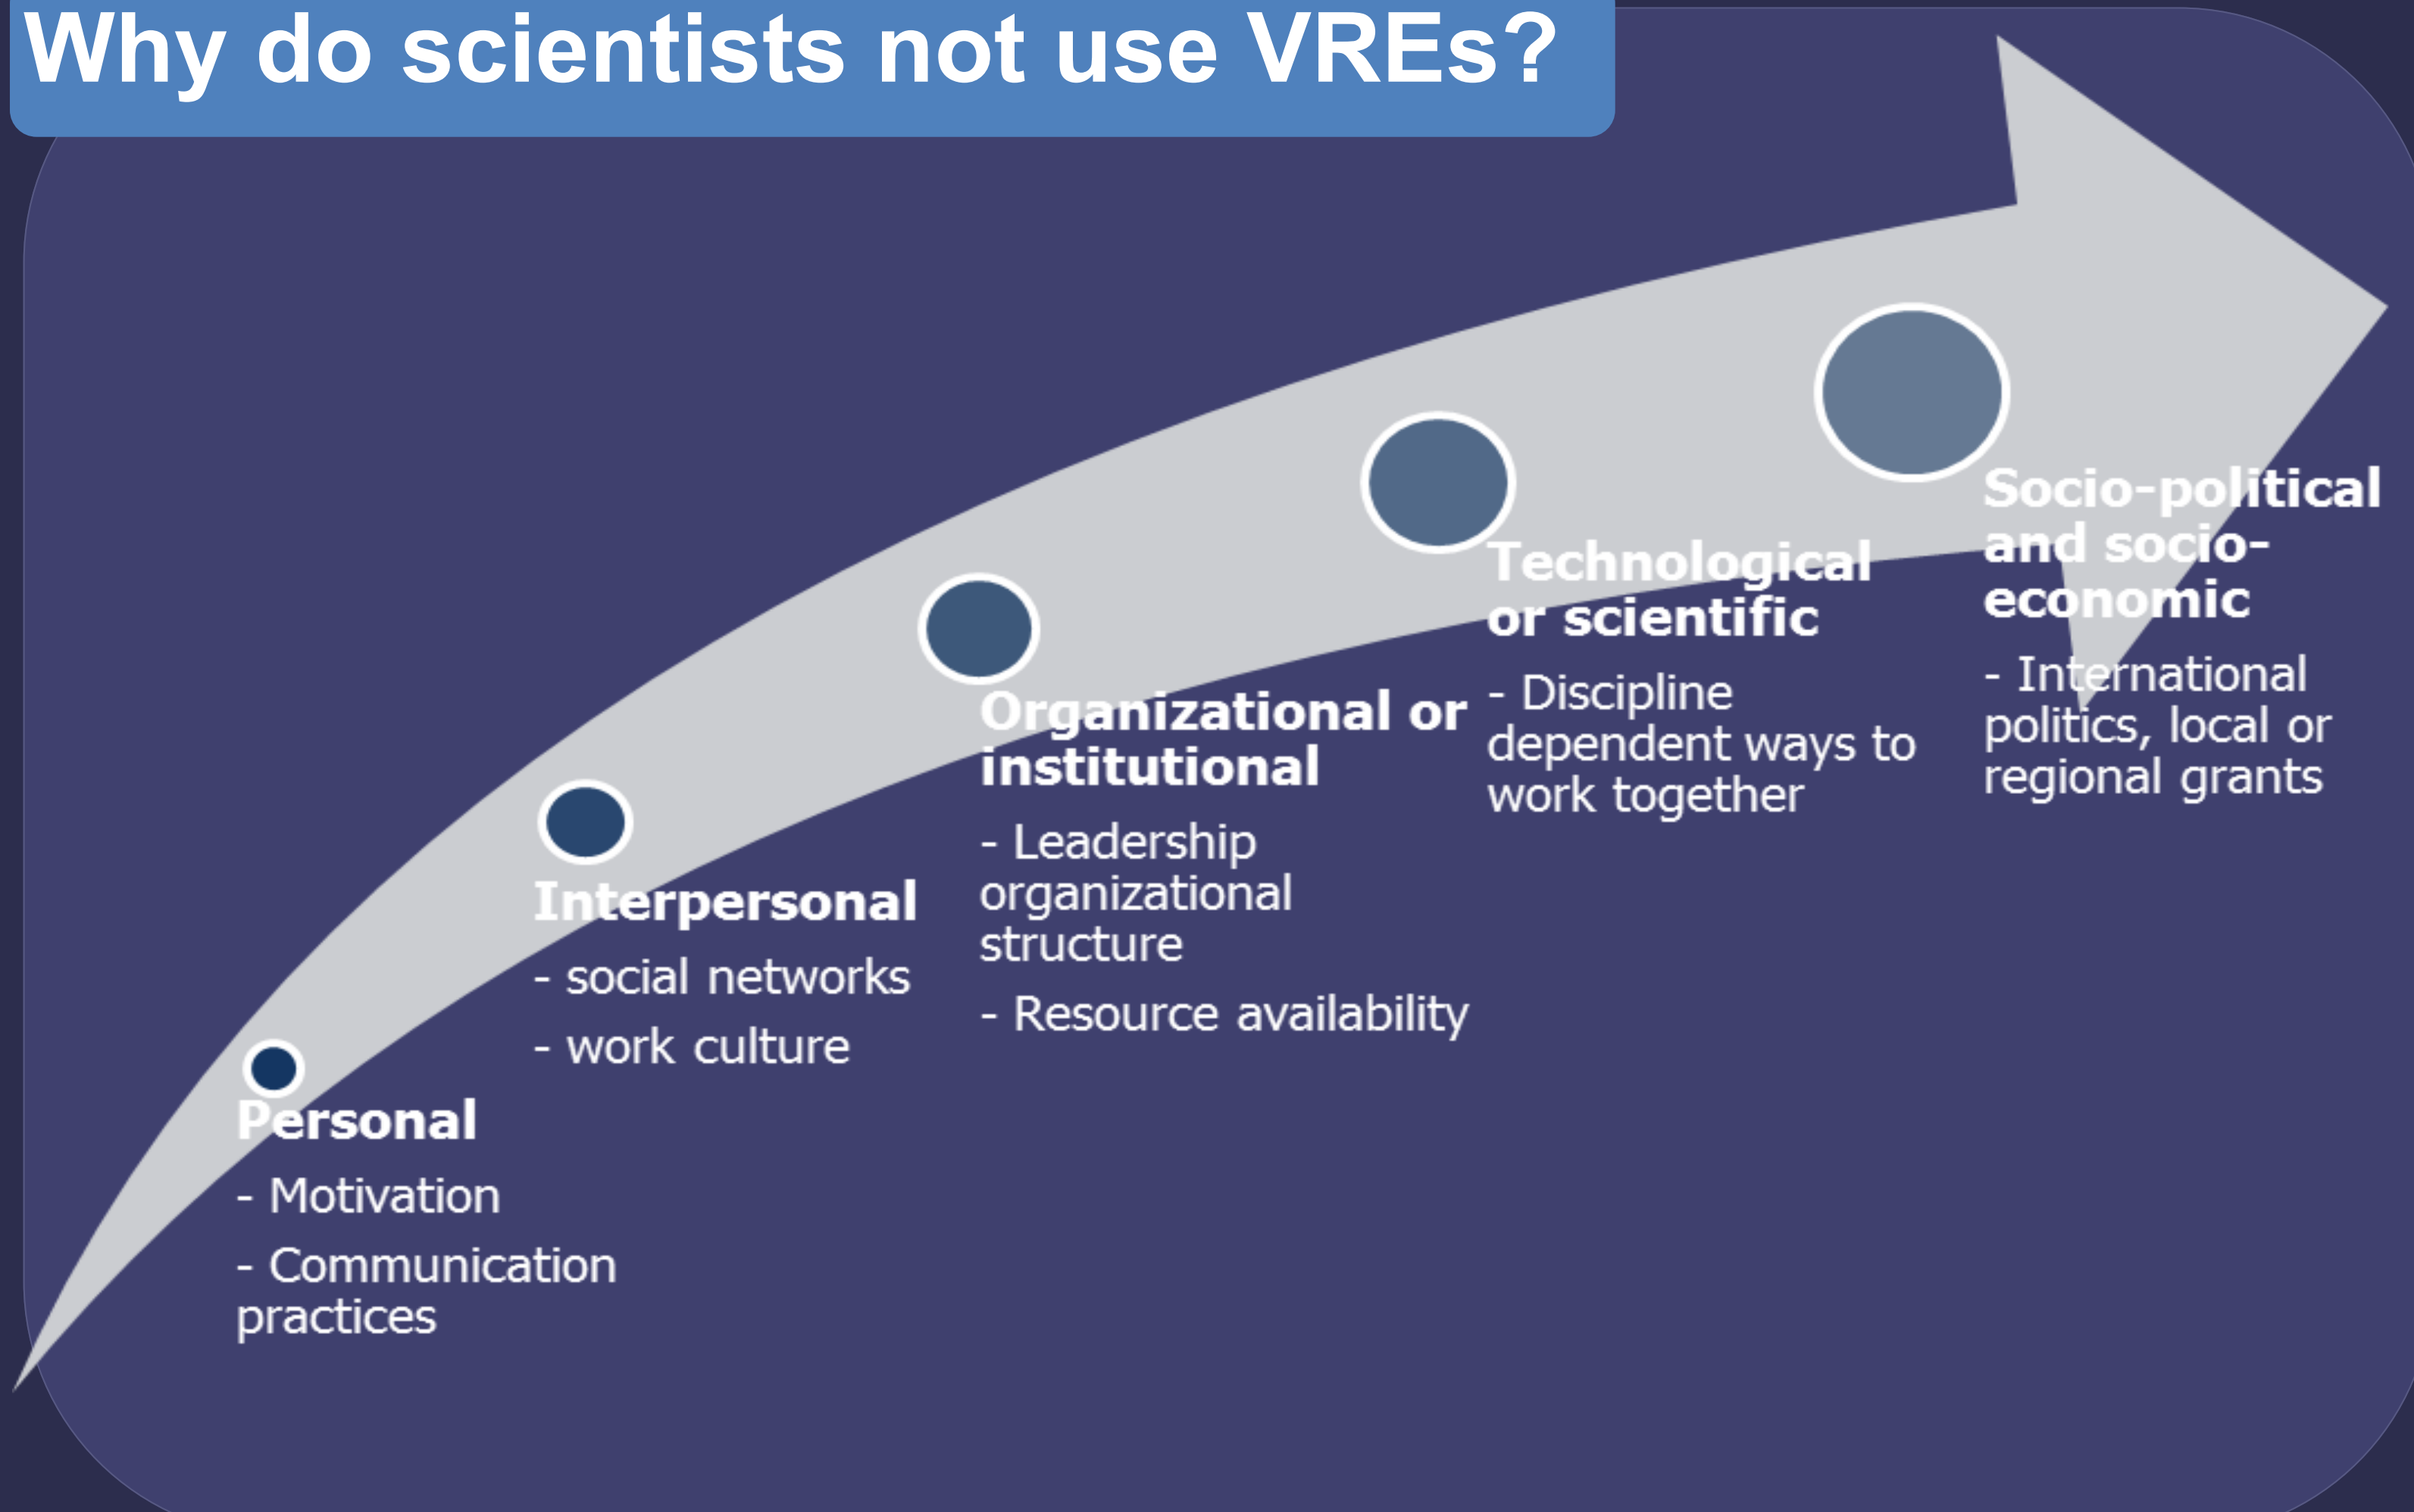 Why do scientists not use VREs?
Personal
- Motivation
- Communication
practices
Interpersonal
- social networks
- work culture
Organizational or
institutional
- Leadership
organizational
structure
- Resource availability
Technological
or scientific
- Discipline
dependent ways to
work together
Socio-political
and socio-
economic
- International
politics, local or
regional grants